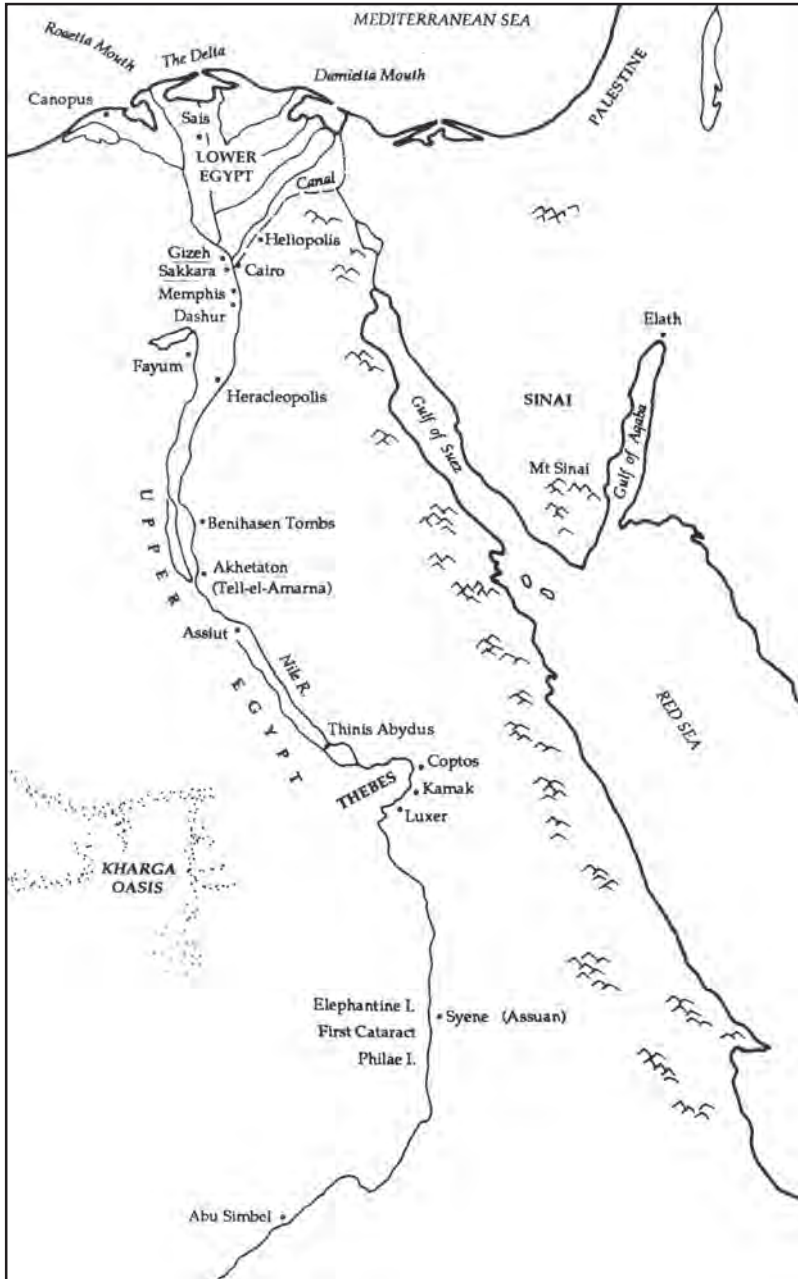 MEDITERRANEAN SEA
Rosetta Mouth
The Delta
Damietta Mouth
PALESTINE
Canopus
Sais
LOWER
EGYPT
Canal
Heliopolis
Gizeh
Sakkara
Cairo
Memphis
Dashur
Elath
Fayum
Heracleopolis
SINAI
Gulf of Suez
Gulf of Aqaba
Mt Sinai
UPPER
Benihasen Tombs
Akhetaton
(Tell-el-Amarna)
Assiut
Nile R.
EGYPT
RED SEA
Thinis Abydus
Coptos
THEBES
Karnak
Luxer
KHARGA
OASIS
Elephantine I.
Syene (Assuan)
First Cataract
Philae I.
Abu Simbel